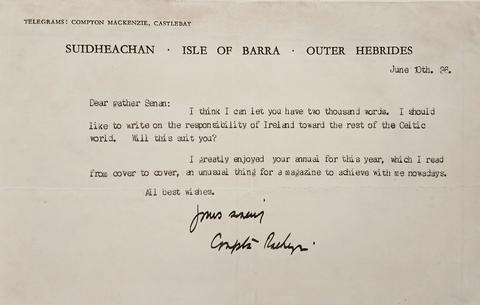 TELEGRAMS: COMPTON MACKENZIE, CASTLEBAY
SUIDHEACHAN · ISLE OF BARRA · OUTER HEBRIDES
June 10th. 36.
Dear Father Senan:
I think I can let you have two thousand words. I should
like to write on the responsibility of Ireland toward the rest of the Celtic
world. Will this suit you?
I greatly enjoyed your annual for this year, which I read
from cover to cover, an unusual thing for a magazine to achieve with me nowadays.
All best wishes.
Yours sincerely
Compton Mackenzie